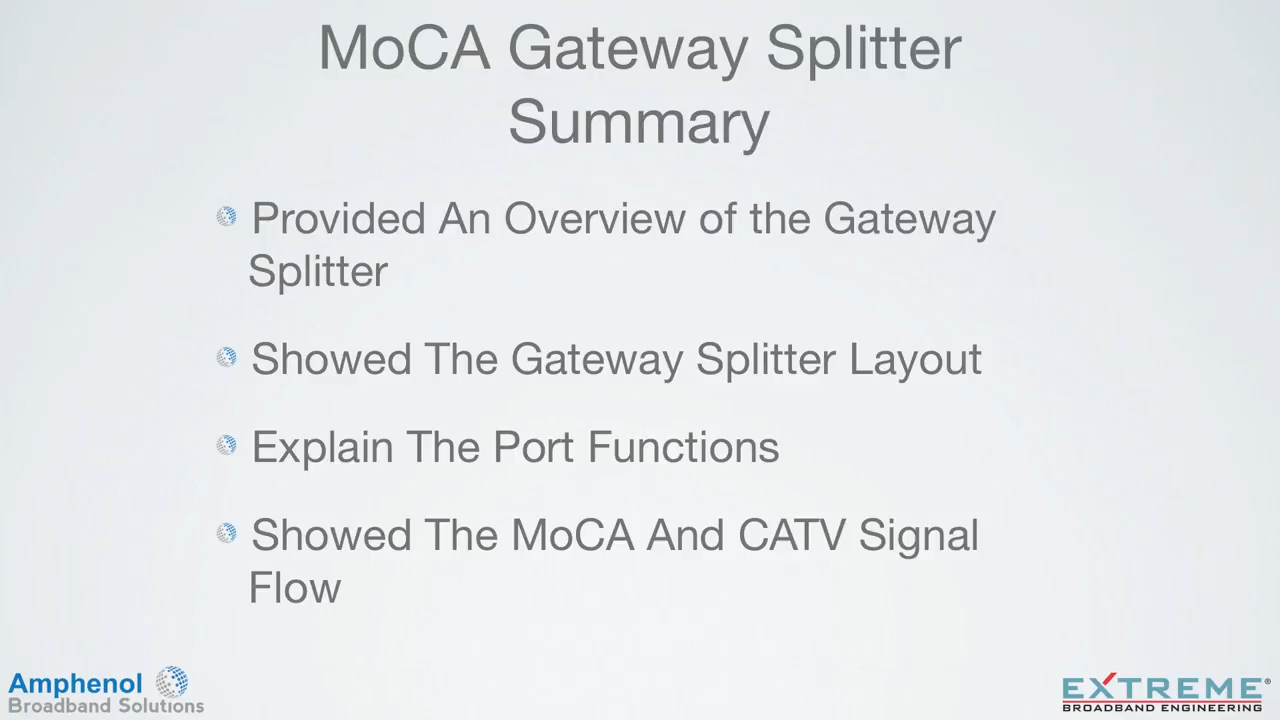 MoCA Gateway Splitter
Summary
Provided An Overview of the Gateway
Splitter
Showed The Gateway Splitter Layout
Explain The Port Functions
Showed The MoCA And CATV Signal
Flow
Amphenol
Broadband Solutions
EXTREME®
BROADBAND ENGINEERING